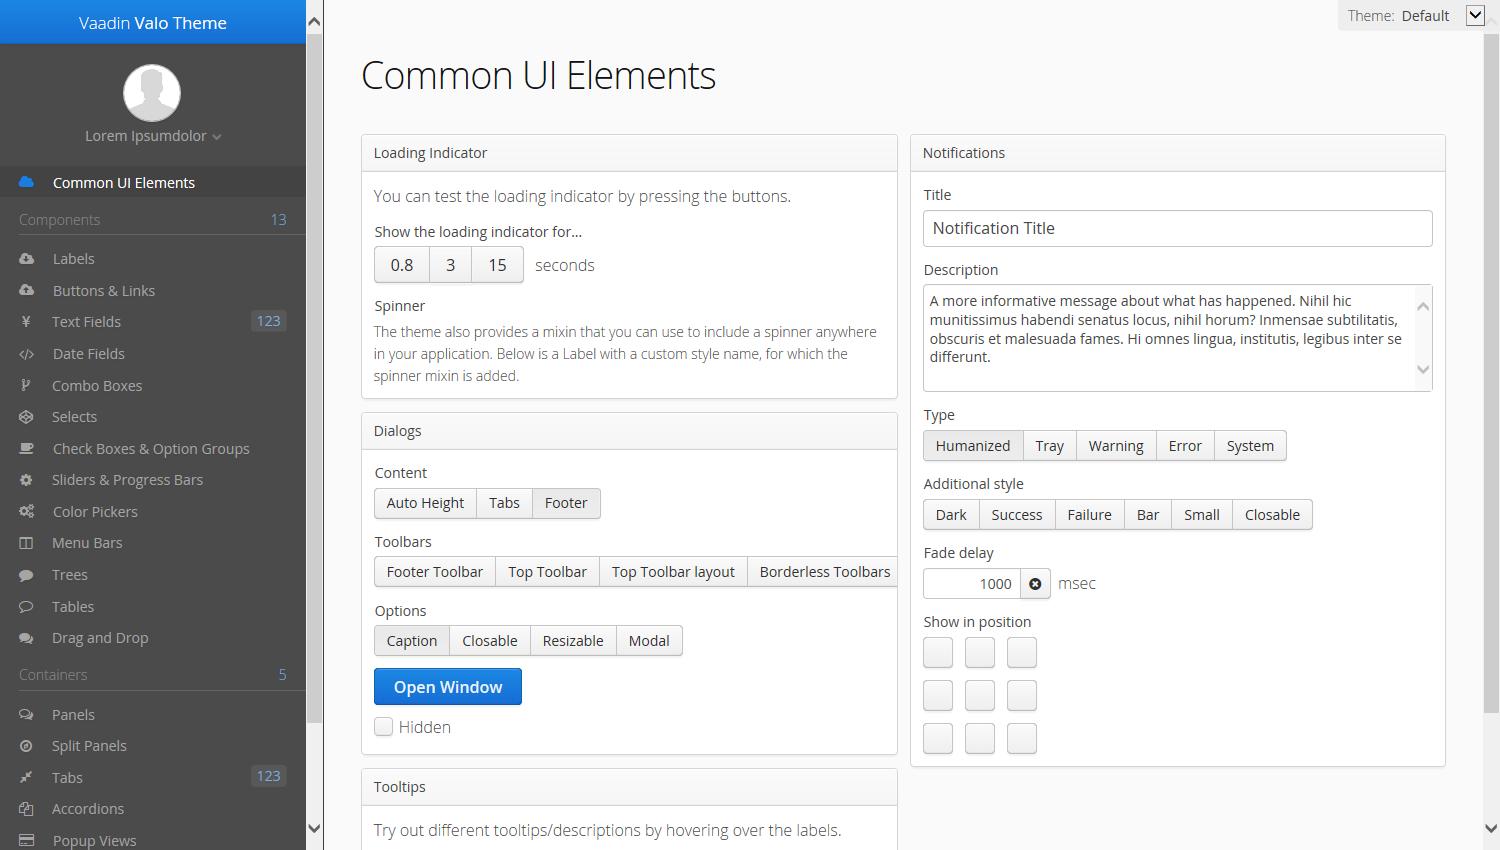 Vaadin Valo Theme
Lorem Ipsumdolor
Common UI Elements
Components 13
Labels
Buttons & Links
Text Fields 123
Date Fields
Combo Boxes
Selects
Check Boxes & Option Groups
Sliders & Progress Bars
Color Pickers
Menu Bars
Trees
Tables
Drag and Drop
Containers 5
Panels
Split Panels
Tabs 123
Accordions
Popup Views
Theme: Default
Common UI Elements
Loading Indicator
You can test the loading indicator by pressing the buttons.
Show the loading indicator for...
0.8 3 15 seconds
Spinner
The theme also provides a mixin that you can use to include a spinner anywhere
in your application. Below is a Label with a custom style name, for which the
spinner mixin is added.
Dialogs
Content
Auto Height Tabs Footer
Toolbars
Footer Toolbar Top Toolbar Top Toolbar layout Borderless Toolbars
Options
Caption Closable Resizable Modal
Open Window
Hidden
Tooltips
Try out different tooltips/descriptions by hovering over the labels.
Notifications
Title
Notification Title
Description
A more informative message about what has happened. Nihil hic
munitissimus habendi senatus locus, nihil horum? Inmensae subtilitatis,
obscuris et malesuada fames. Hi omnes lingua, institutis, legibus inter se
differunt.
Type
Humanized Tray Warning Error System
Additional style
Dark Success Failure Bar Small Closable
Fade delay
1000 msec
Show in position